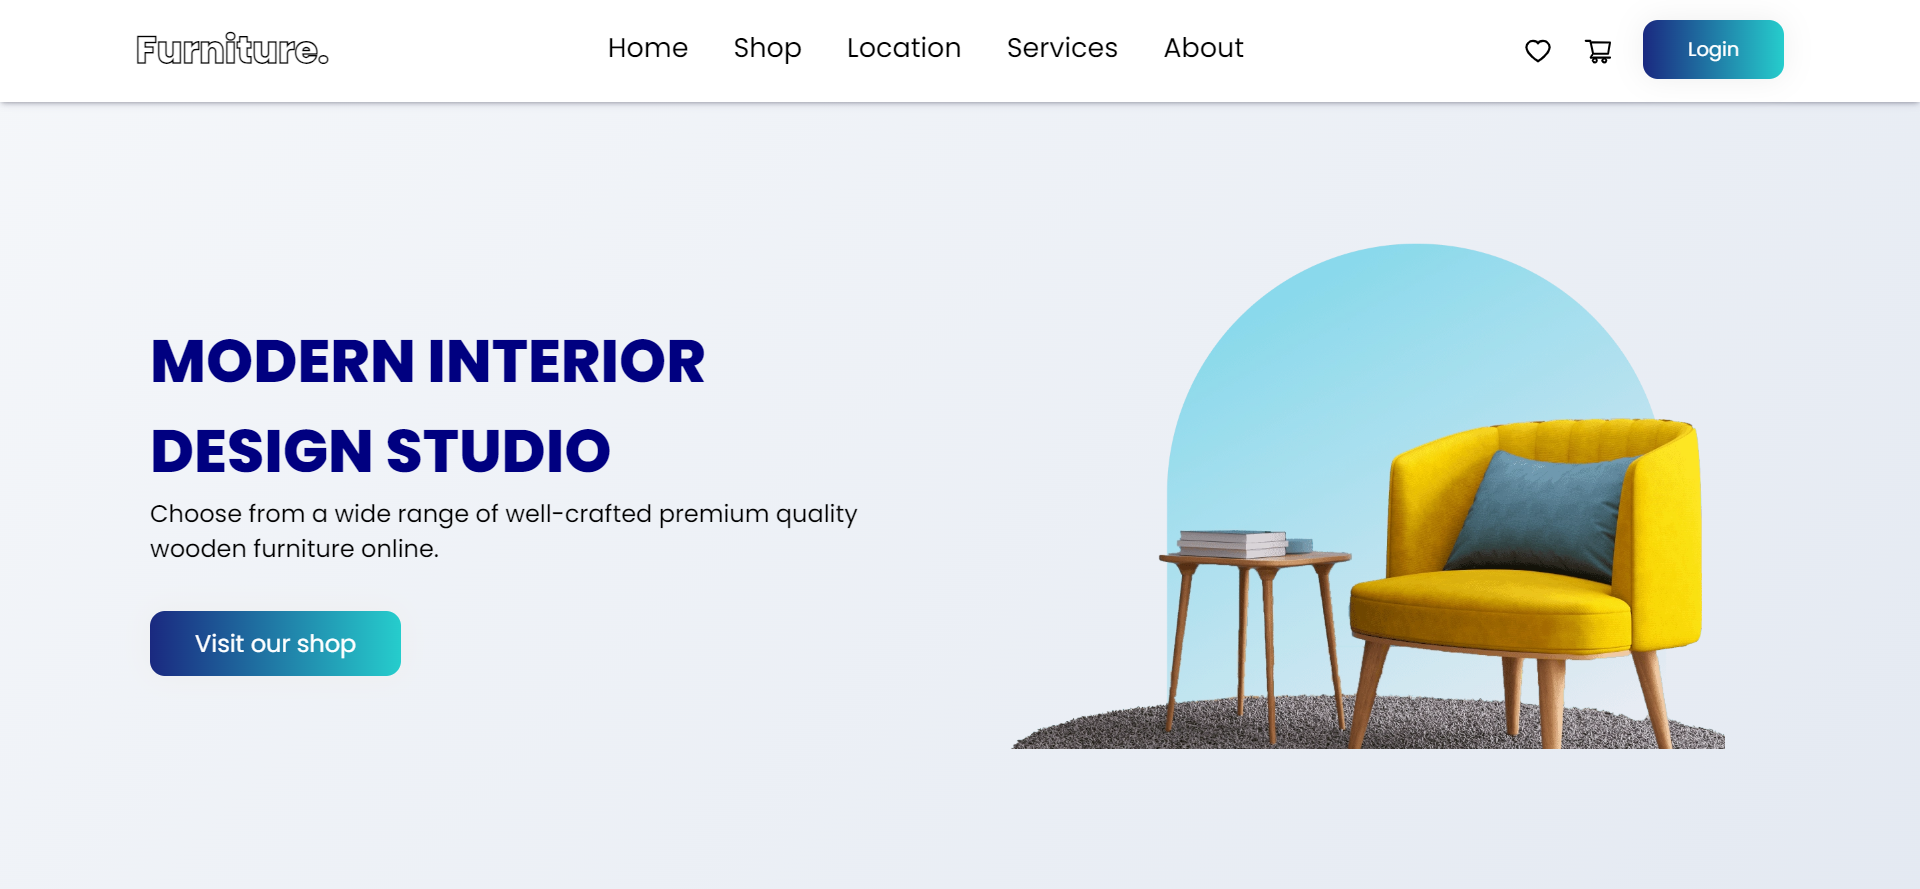 Furniture.
Home Shop Location Services About
Login
MODERN INTERIOR
DESIGN STUDIO
Choose from a wide range of well-crafted premium quality
wooden furniture online.
Visit our shop